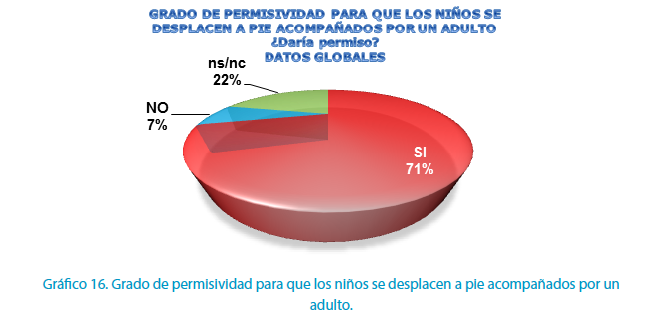 GRADO DE PERMISIVIDAD PARA QUE LOS NIÑOS SE
DESPLACEN A PIE ACOMPAÑADOS POR UN ADULTO
¿Daría permiso?
DATOS GLOBALES
ns/nc
22%
NO
7%
SI
71%
Gráfico 16. Grado de permisividad para que los niños se desplacen a pie acompañados por un
adulto.